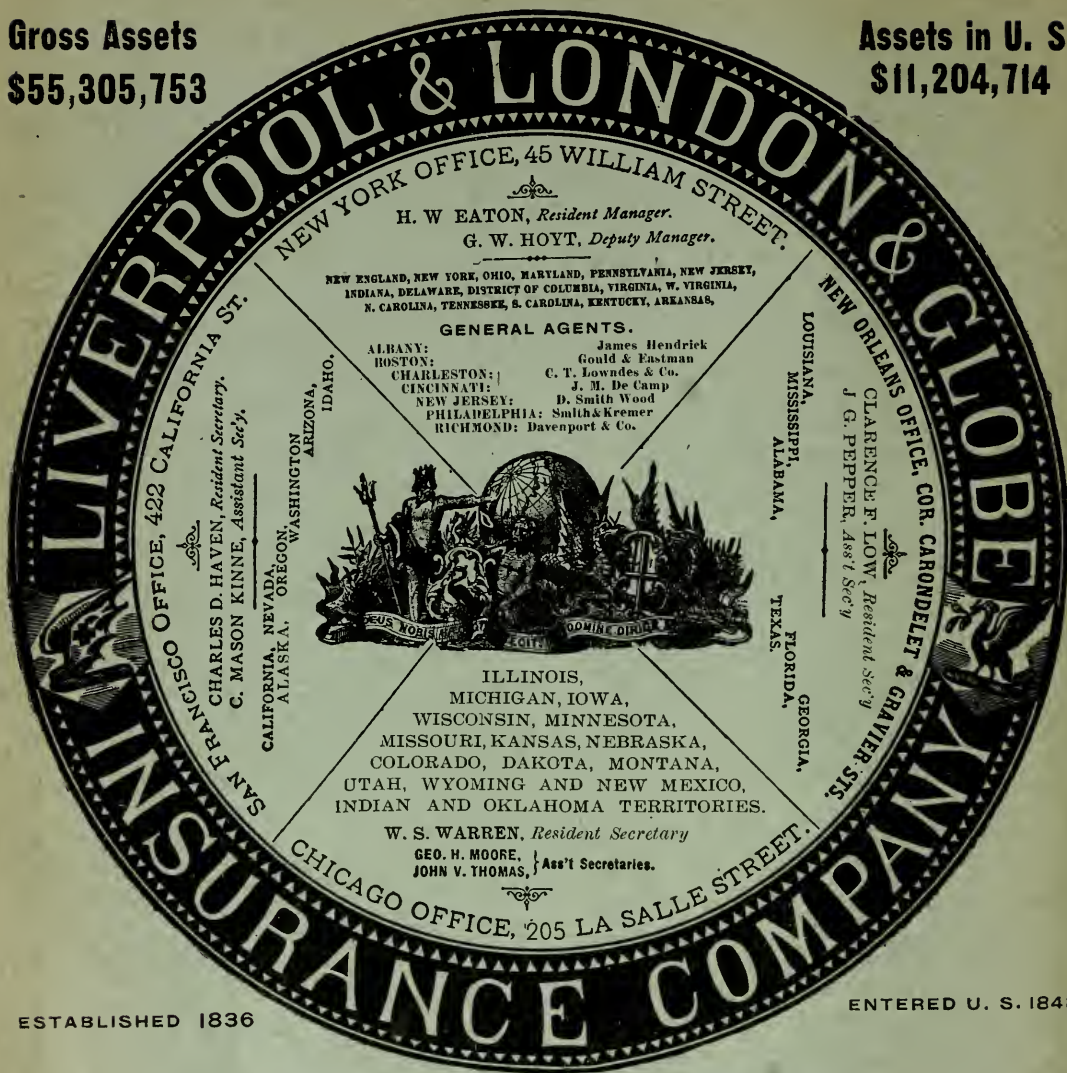 Gross Assets
$55,305,753
Assets in U. S
$11,204,714
LIVERPOOL & LONDON & GLOBE
INSURANCE COMPANY
NEW YORK OFFICE, 45 WILLIAM STREET.
H. W EATON, Resident Manager.
G. W. HOYT, Deputy Manager.
NEW ENGLAND, NEW YORK, OHIO, MARYLAND, PENNSYLVANIA, NEW JERSEY,
INDIANA, DELAWARE, DISTRICT OF COLUMBIA, VIRGINIA, W. VIRGINIA,
N. CAROLINA, TENNESSEE, S. CAROLINA, KENTUCKY, ARKANSAS,
GENERAL AGENTS.
ALBANY: James Hendrick
BOSTON: Gould & Eastman
CHARLESTON: C. T. Lowndes & Co.
CINCINNATI: J. M. De Camp
NEW JERSEY: D. Smith Wood
PHILADELPHIA: Smith & Kremer
RICHMOND: Davenport & Co.
SAN FRANCISCO OFFICE, 422 CALIFORNIA ST.
CHARLES D. HAVEN, Resident Secretary.
C. MASON KINNE, Assistant Sec'y.
CALIFORNIA, NEVADA,
ALASKA, OREGON,
WASHINGTON
ARIZONA,
IDAHO.
NEW ORLEANS OFFICE, COR. CARONDELET & GRAVIER STS.
CLARENCE F. LOW, Resident Sec'y
J G. PEPPER, Ass't Sec'y
LOUISIANA,
MISSISSIPPI,
ALABAMA,
GEORGIA,
FLORIDA,
TEXAS.
DEUS NOBIS
DOMINE DIRIGE
ILLINOIS,
MICHIGAN, IOWA,
WISCONSIN, MINNESOTA,
MISSOURI, KANSAS, NEBRASKA,
COLORADO, DAKOTA, MONTANA,
UTAH, WYOMING AND NEW MEXICO,
INDIAN AND OKLAHOMA TERRITORIES.
W. S. WARREN, Resident Secretary
GEO. H. MOORE,
JOHN V. THOMAS, } Ass't Secretaries.
CHICAGO OFFICE, 205 LA SALLE STREET.
ESTABLISHED 1836
ENTERED U. S. 184